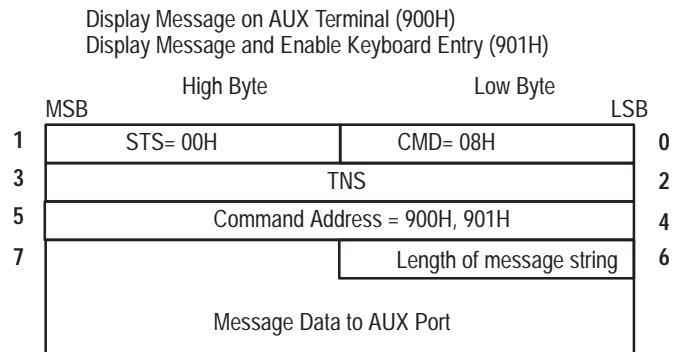 Display Message on AUX Terminal (900H)
Display Message and Enable Keyboard Entry (901H)
High Byte Low Byte
MSB LSB
1 STS= 00H CMD= 08H 0
3 TNS 2
5 Command Address = 900H, 901H 4
7 Length of message string 6
Message Data to AUX Port